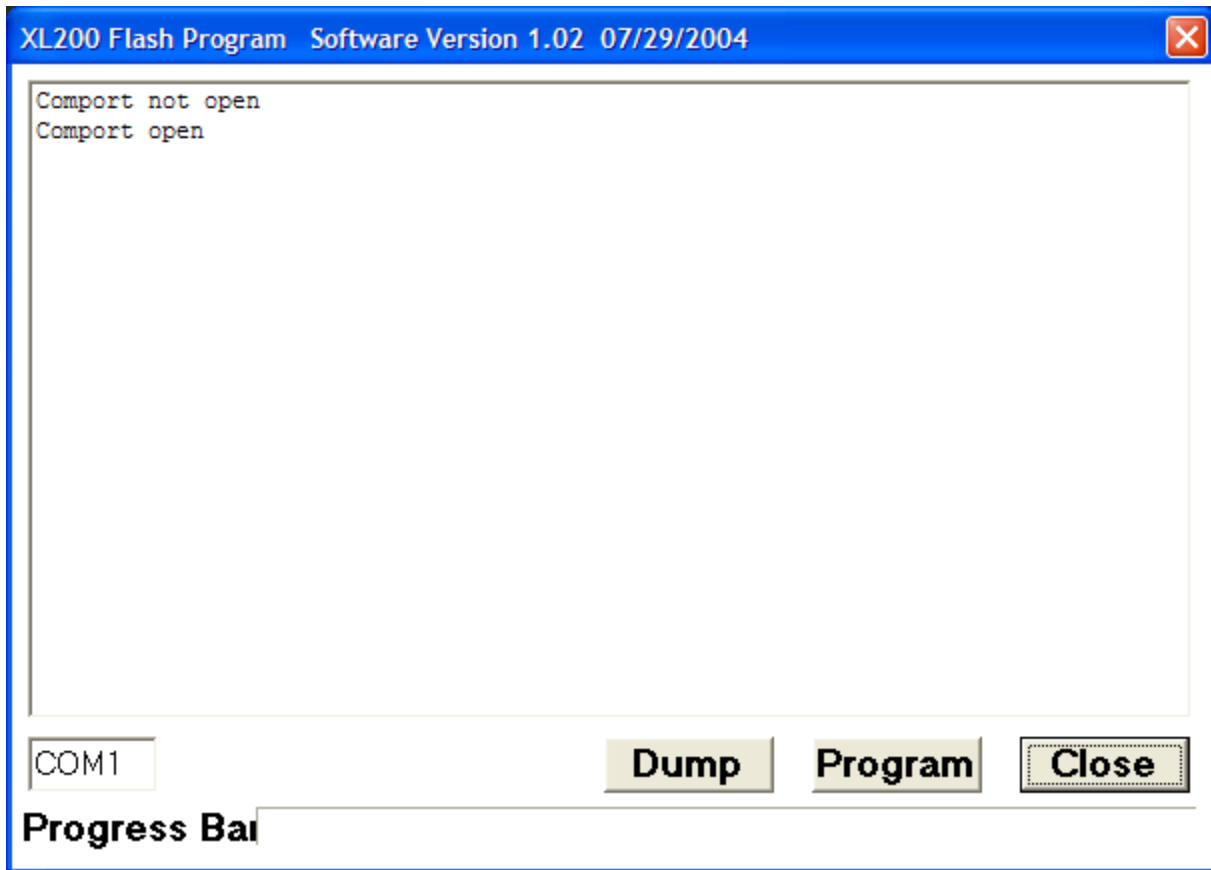 XL200 Flash Program Software Version 1.02 07/29/2004
Comport not open
Comport open
COM1
Dump
Program
Close
Progress Bar